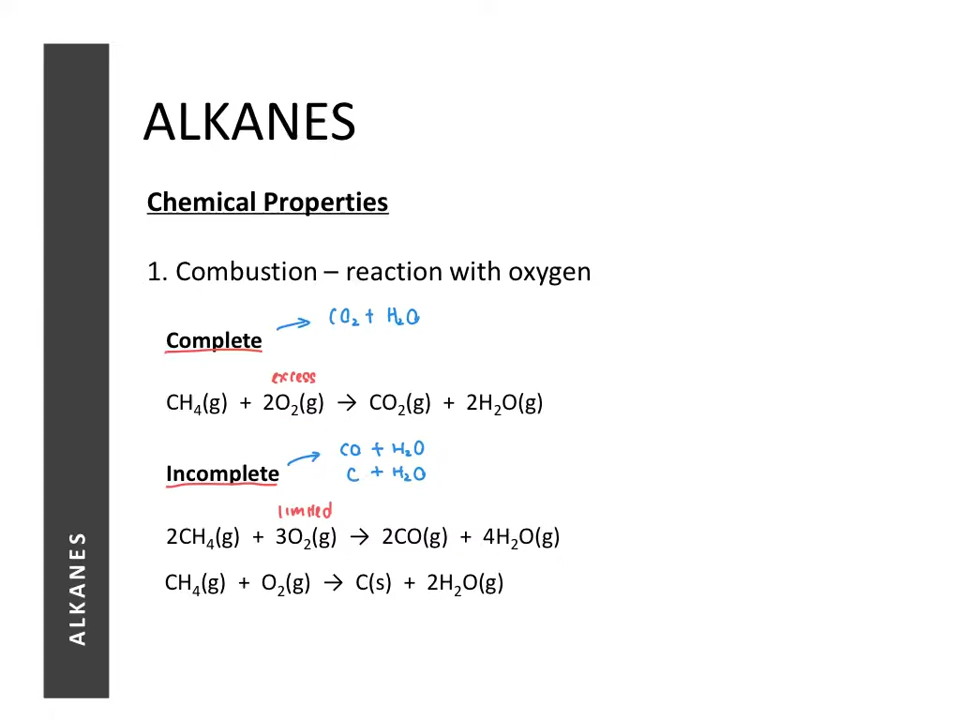 ALKANES
Chemical Properties
1. Combustion – reaction with oxygen
CO₂ + H₂O
Complete
excess
CH₄(g) + 2O₂(g) → CO₂(g) + 2H₂O(g)
CO + H₂O
C + H₂O
Incomplete
limited
2CH₄(g) + 3O₂(g) → 2CO(g) + 4H₂O(g)
CH₄(g) + O₂(g) → C(s) + 2H₂O(g)
ALKANES